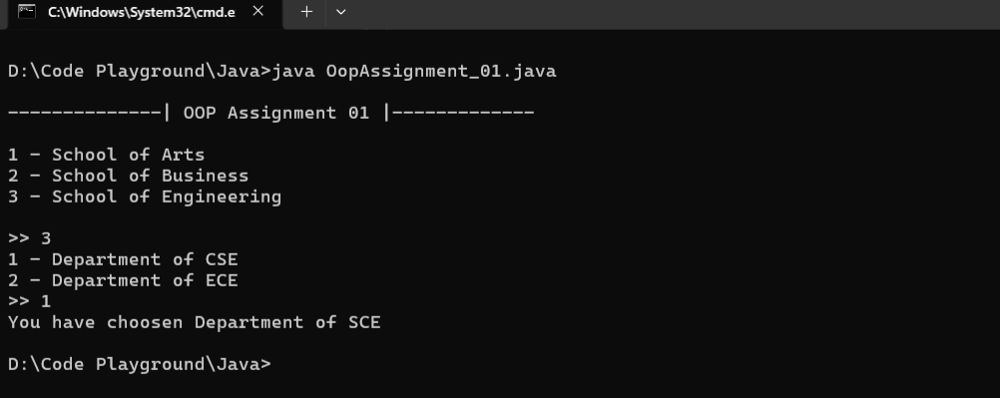 C:\Windows\System32\cmd.e
D:\Code Playground\Java>java OopAssignment_01.java
--------------| OOP Assignment 01 |-------------
1 - School of Arts
2 - School of Business
3 - School of Engineering
>> 3
1 - Department of CSE
2 - Department of ECE
>> 1
You have choosen Department of SCE
D:\Code Playground\Java>